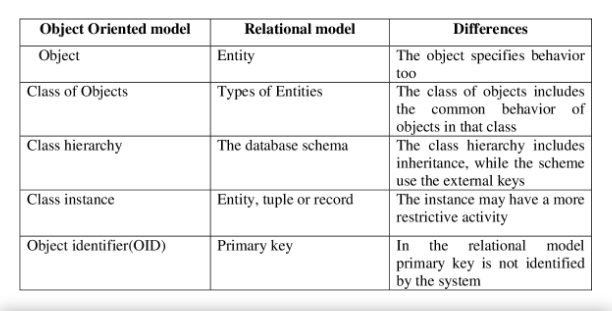 Object Oriented model Relational model Differences
Object Entity The object specifies behavior
too
Class of Objects Types of Entities The class of objects includes
the common behavior of
objects in that class
Class hierarchy The database schema The class hierarchy includes
inheritance, while the scheme
use the external keys
Class instance Entity, tuple or record The instance may have a more
restrictive activity
Object identifier(OID) Primary key In the relational model
primary key is not identified
by the system